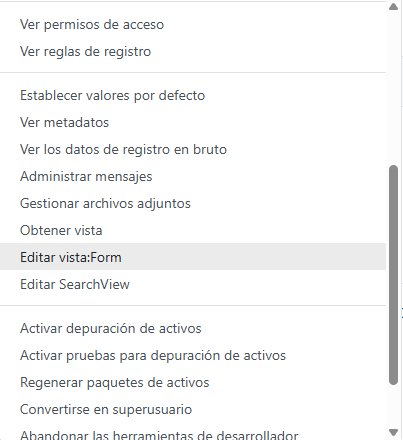 Ver permisos de acceso
Ver reglas de registro
Establecer valores por defecto
Ver metadatos
Ver los datos de registro en bruto
Administrar mensajes
Gestionar archivos adjuntos
Obtener vista
Editar vista:Form
Editar SearchView
Activar depuración de activos
Activar pruebas para depuración de activos
Regenerar paquetes de activos
Convertirse en superusuario
Abandonar las herramientas de desarrollador